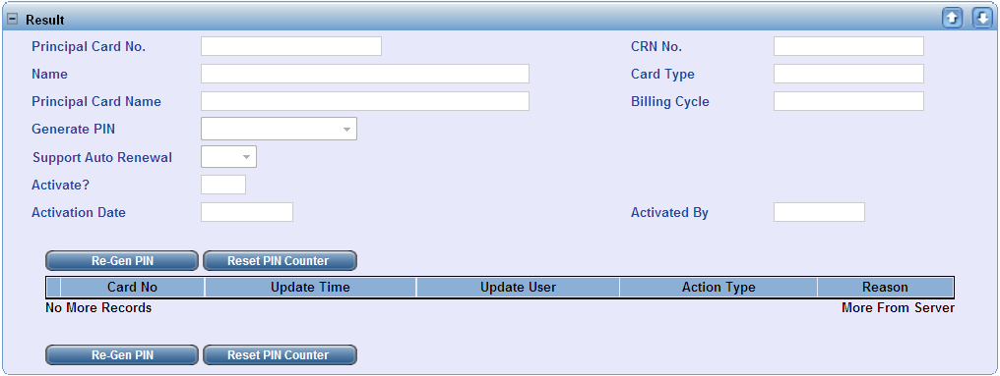 Result
Principal Card No. CRN No.
Name Card Type
Principal Card Name Billing Cycle
Generate PIN
Support Auto Renewal
Activate?
Activation Date Activated By
Re-Gen PIN Reset PIN Counter
Card No Update Time Update User Action Type Reason
No More Records More From Server
Re-Gen PIN Reset PIN Counter